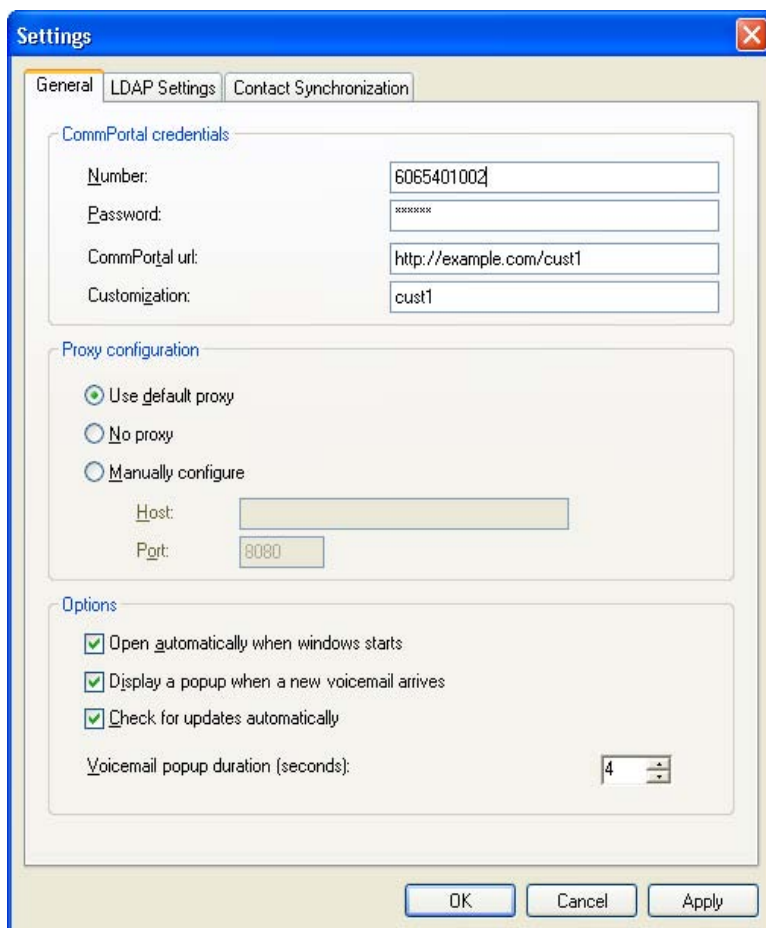 Settings
General LDAP Settings Contact Synchronization
CommPortal credentials
Number: 6065401002
Password: ******
CommPortal url: http://example.com/cust1
Customization: cust1
Proxy configuration
Use default proxy
No proxy
Manually configure
Host:
Port: 8080
Options
Open automatically when windows starts
Display a popup when a new voicemail arrives
Check for updates automatically
Voicemail popup duration (seconds): 4
OK Cancel Apply